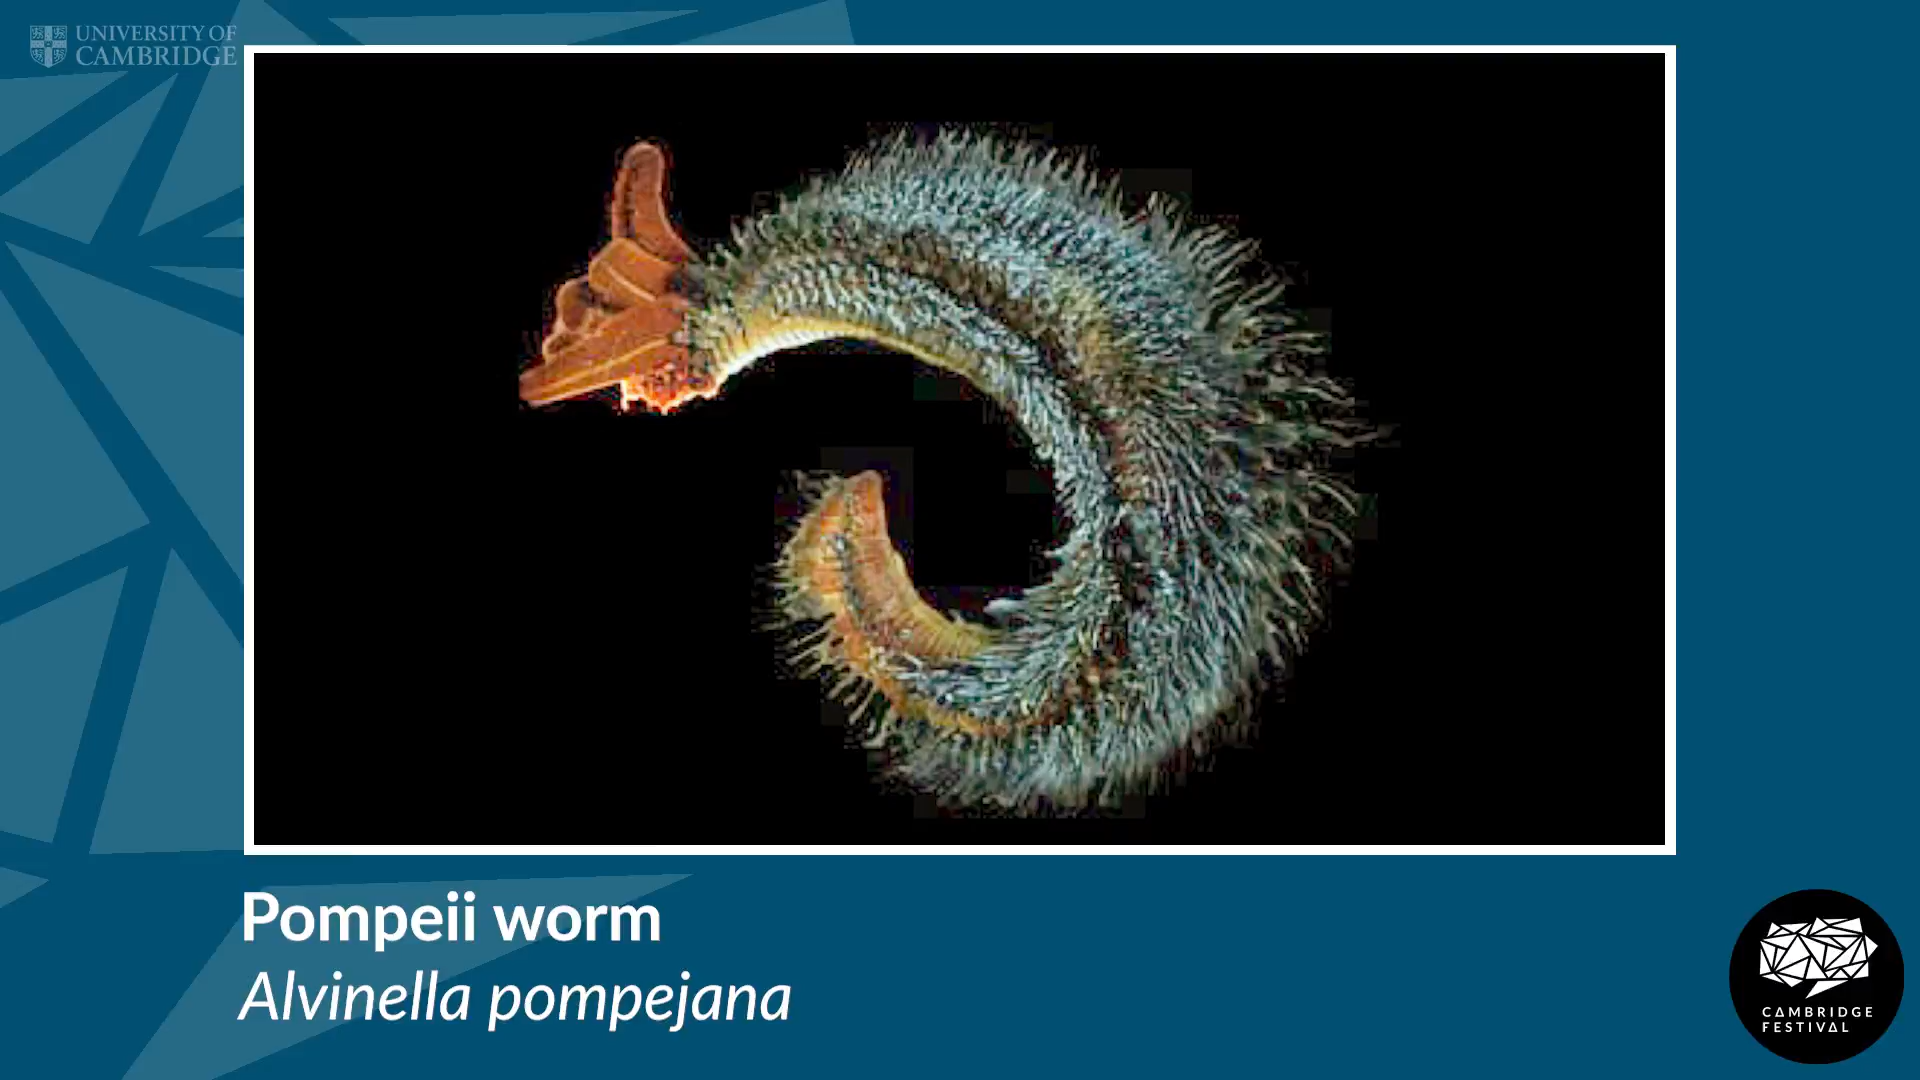 UNIVERSITY OF
CAMBRIDGE
Pompeii worm
Alvinella pompejana
CAMBRIDGE
FESTIVAL